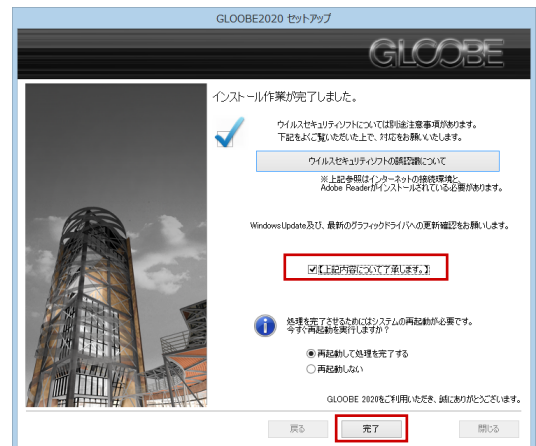 GLOOBE2020 セットアップ
GLOOBE
インストール作業が完了しました。
ウイルスセキュリティソフトについては別途注意事項があります。
下記をよくご覧いただいた上で、対応をお願いいたします。
ウイルスセキュリティソフトの誤認識について
※上記参照はインターネットの接続環境と、
Adobe Readerがインストールされている必要があります。
WindowsUpdate及び、最新のグラフィックドライバへの更新確認をお願いします。
【上記内容について了承します。】
処理を完了させるためにはシステムの再起動が必要です。
今すぐ再起動を実行しますか？
再起動して処理を完了する
再起動しない
GLOOBE 2020をご利用いただき、誠にありがとうございます。
戻る
完了
閉じる